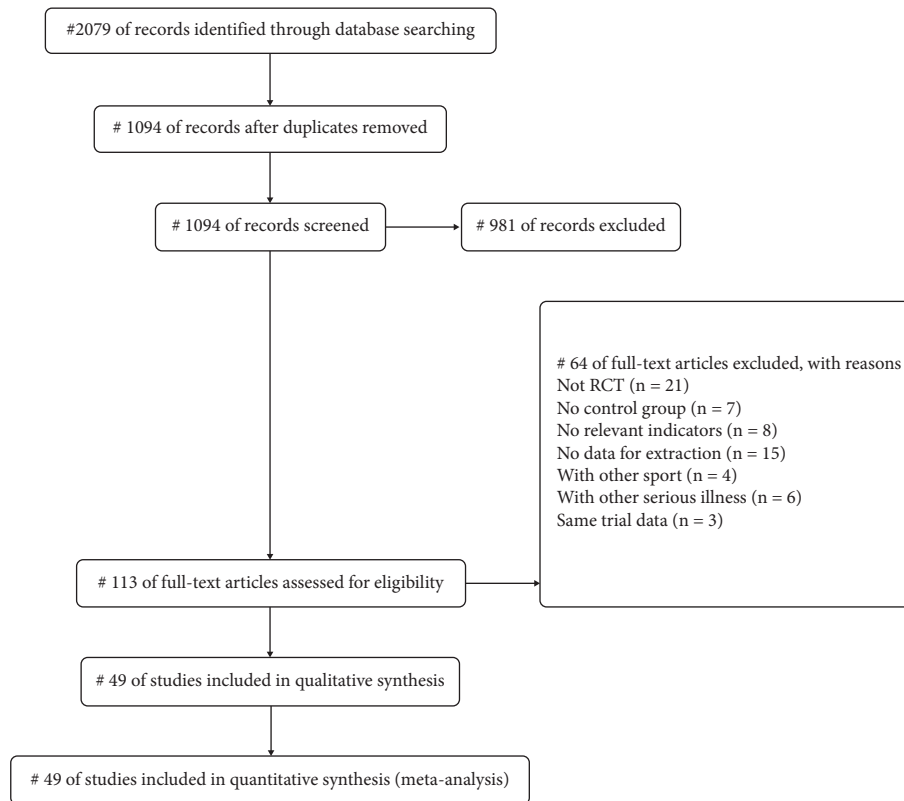 #2079 of records identified through database searching
# 1094 of records after duplicates removed
# 1094 of records screened
# 981 of records excluded
# 64 of full-text articles excluded, with reasons
Not RCT (n = 21)
No control group (n = 7)
No relevant indicators (n = 8)
No data for extraction (n = 15)
With other sport (n = 4)
With other serious illness (n = 6)
Same trial data (n = 3)
# 113 of full-text articles assessed for eligibility
# 49 of studies included in qualitative synthesis
# 49 of studies included in quantitative synthesis (meta-analysis)